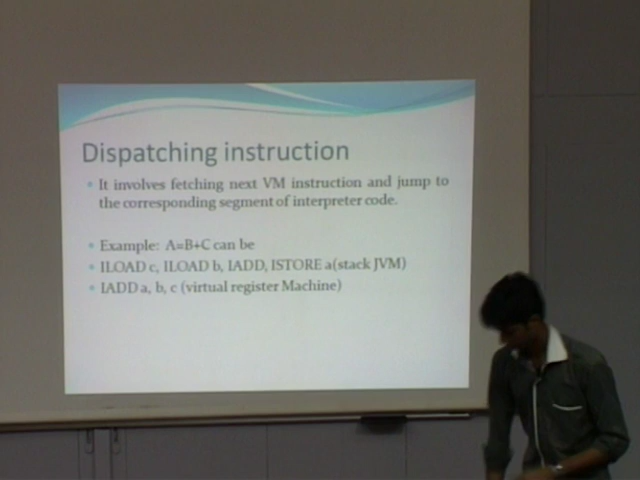 Dispatching instruction
It involves fetching next VM instruction and jump to
the corresponding segment of interpreter code.
Example: A=B+C can be
ILOAD c, ILOAD b, IADD, ISTORE a(stack JVM)
IADD a, b, c (virtual register Machine)